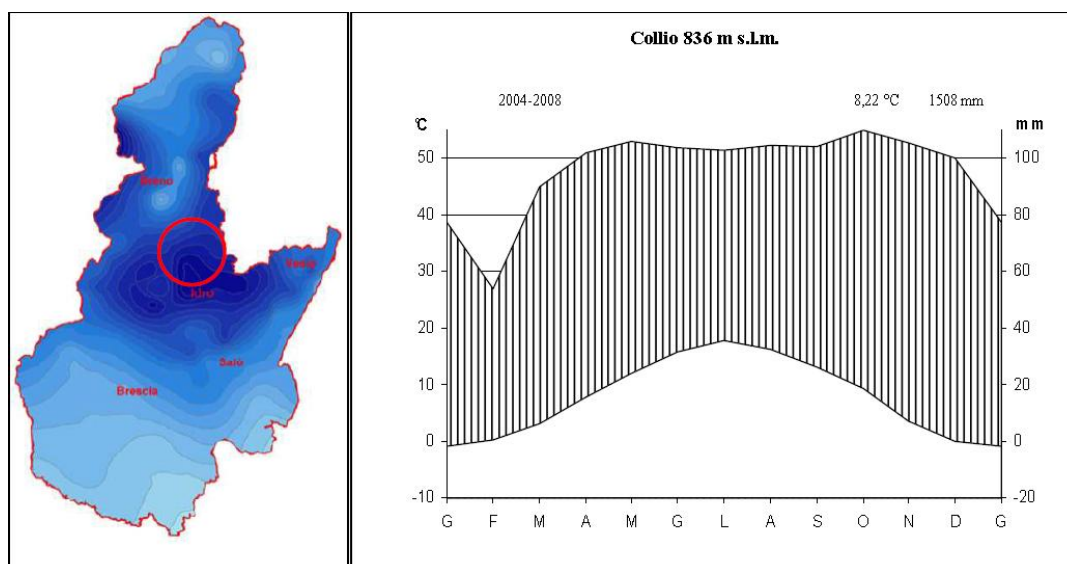 Breno
Vesio
Idro
Salò
Brescia
Collio 836 m s.l.m.
2004-2008 8,22 °C 1508 mm
°C mm
50 100
40 80
30 60
20 40
10 20
0 0
-10 -20
G F M A M G L A S O N D G